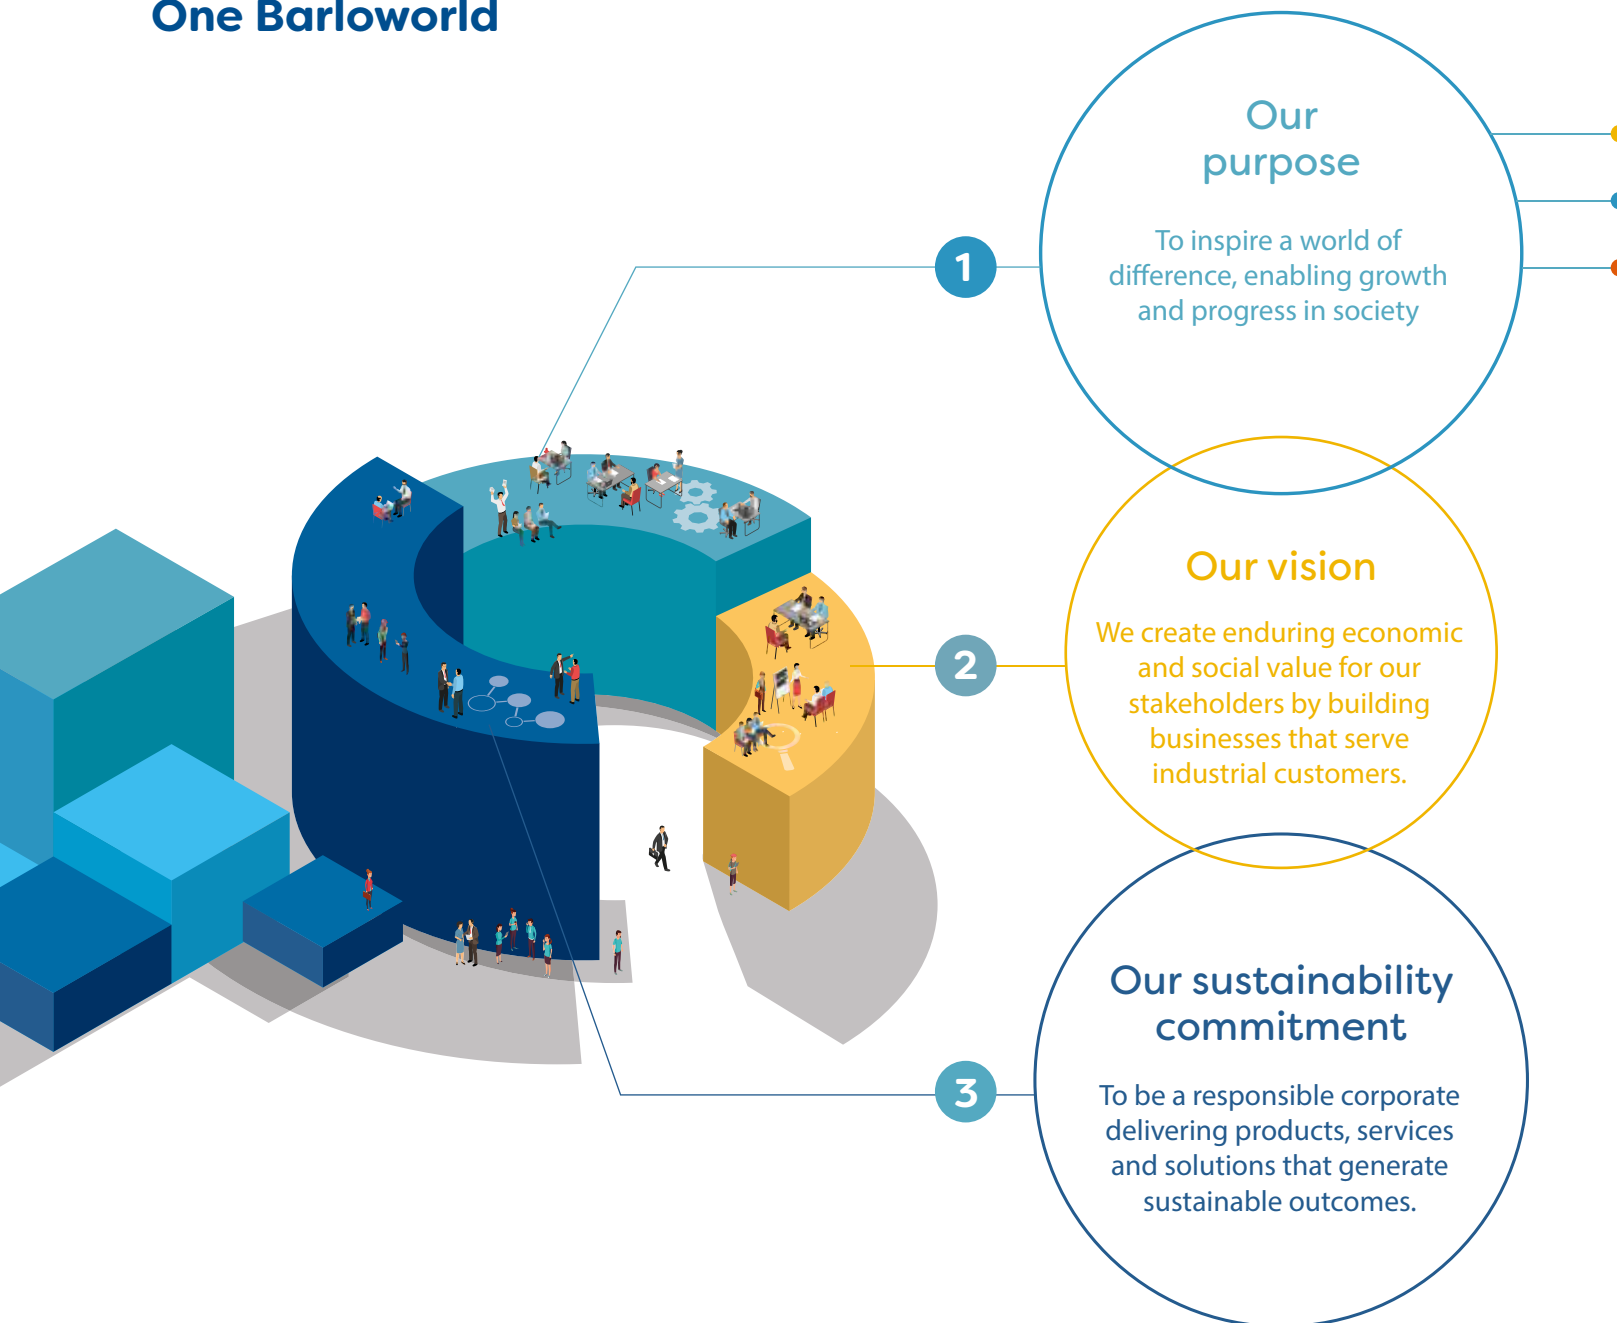 One Barloworld
1
Our
purpose
To inspire a world of
difference, enabling growth
and progress in society
2
Our vision
We create enduring economic
and social value for our
stakeholders by building
businesses that serve
industrial customers.
3
Our sustainability
commitment
To be a responsible corporate
delivering products, services
and solutions that generate
sustainable outcomes.